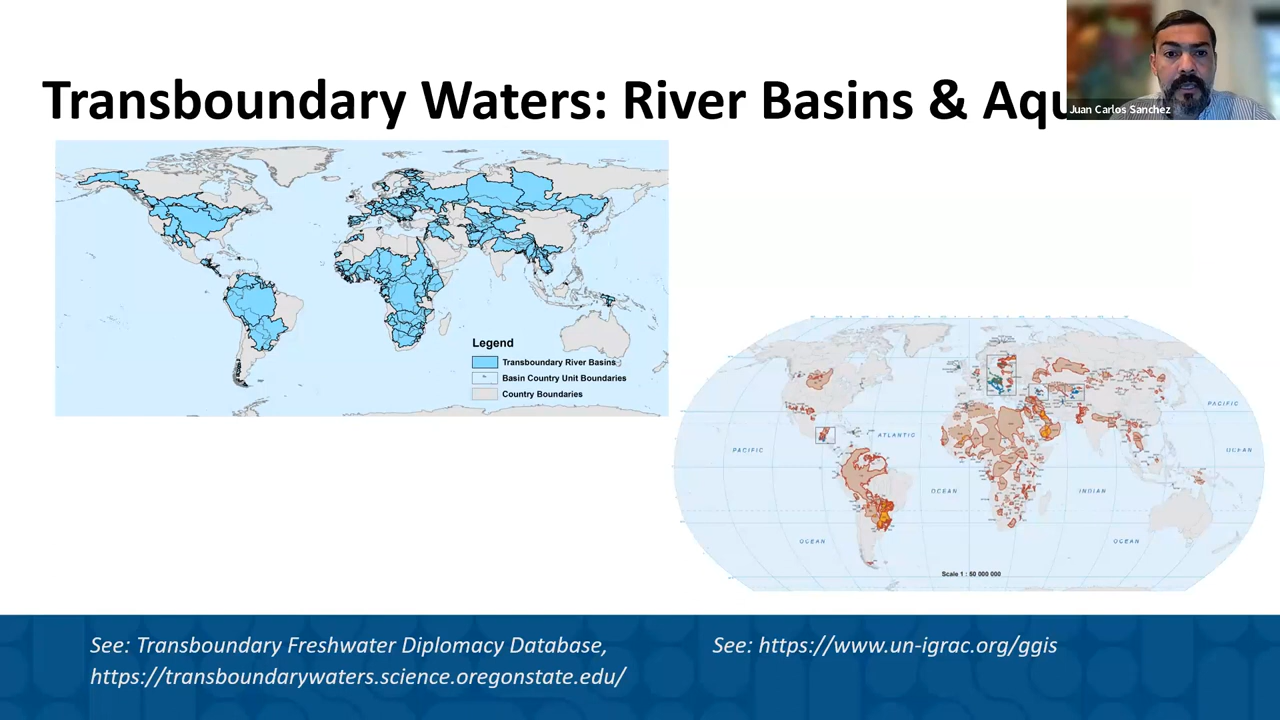 Transboundary Waters: River Basins & Aqu
Juan Carlos Sanchez
Legend
Transboundary River Basins
Basin Country Unit Boundaries
Country Boundaries
PACIFIC
ATLANTIC
PACIFIC
OCEAN
OCEAN
INDIAN
OCEAN
OCEAN
Scale 1 : 50 000 000
See: Transboundary Freshwater Diplomacy Database,
https://transboundarywaters.science.oregonstate.edu/
See: https://www.un-igrac.org/ggis